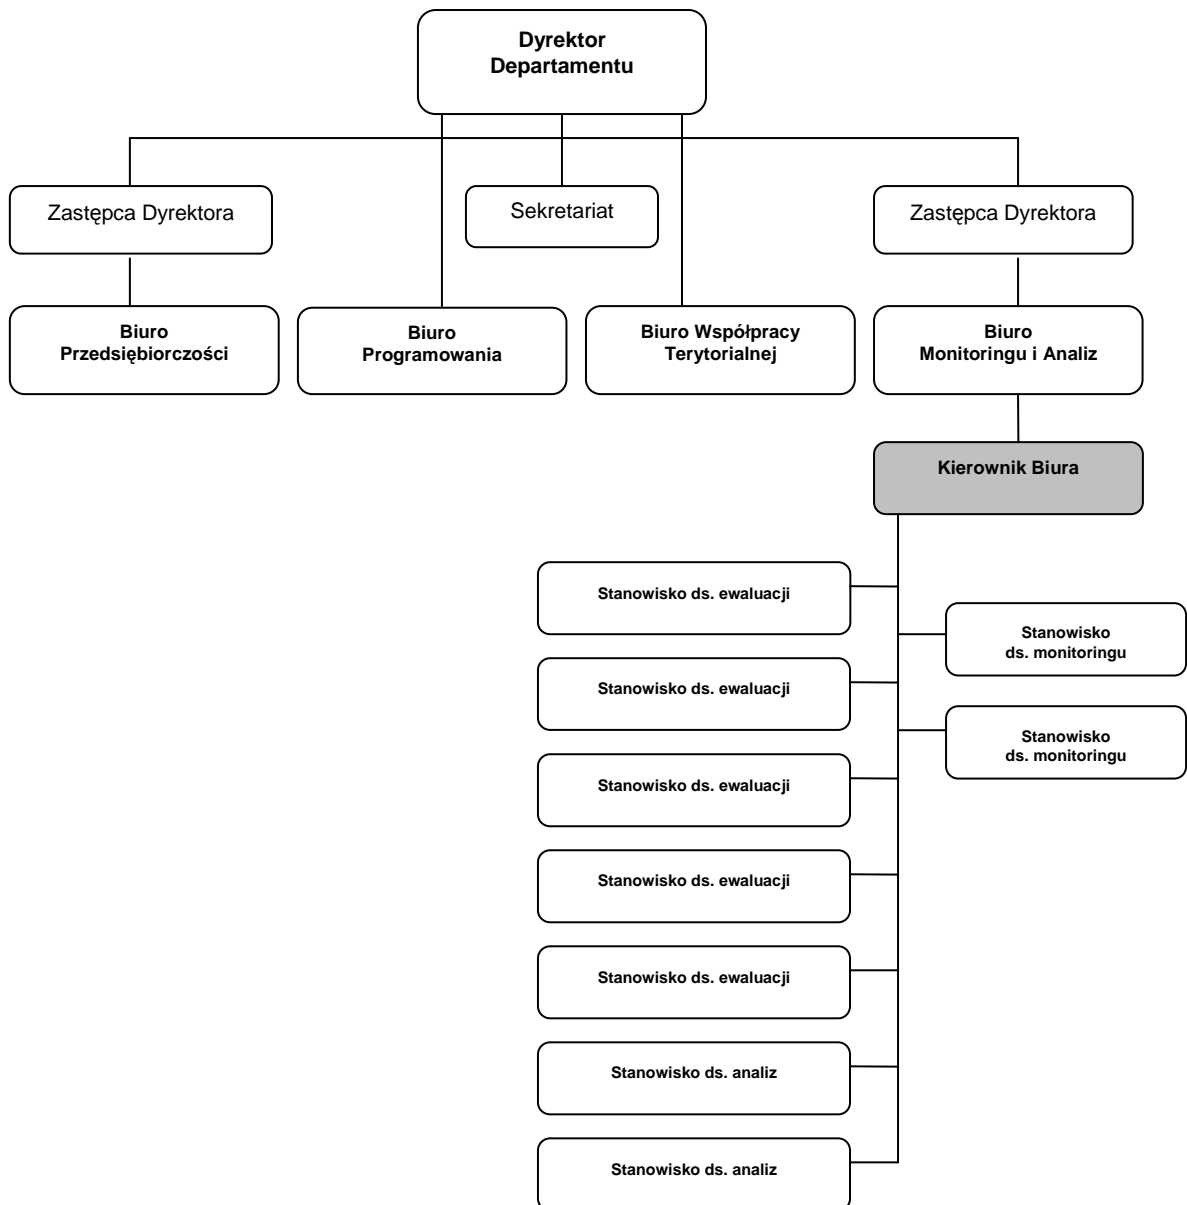 Dyrektor
Departamentu
Zastępca Dyrektora
Sekretariat
Zastępca Dyrektora
Biuro
Przedsiębiorczości
Biuro
Programowania
Biuro Współpracy
Terytorialnej
Biuro
Monitoringu i Analiz
Kierownik Biura
Stanowisko ds. ewaluacji
Stanowisko
ds. monitoringu
Stanowisko ds. ewaluacji
Stanowisko
ds. monitoringu
Stanowisko ds. ewaluacji
Stanowisko ds. ewaluacji
Stanowisko ds. ewaluacji
Stanowisko ds. analiz
Stanowisko ds. analiz